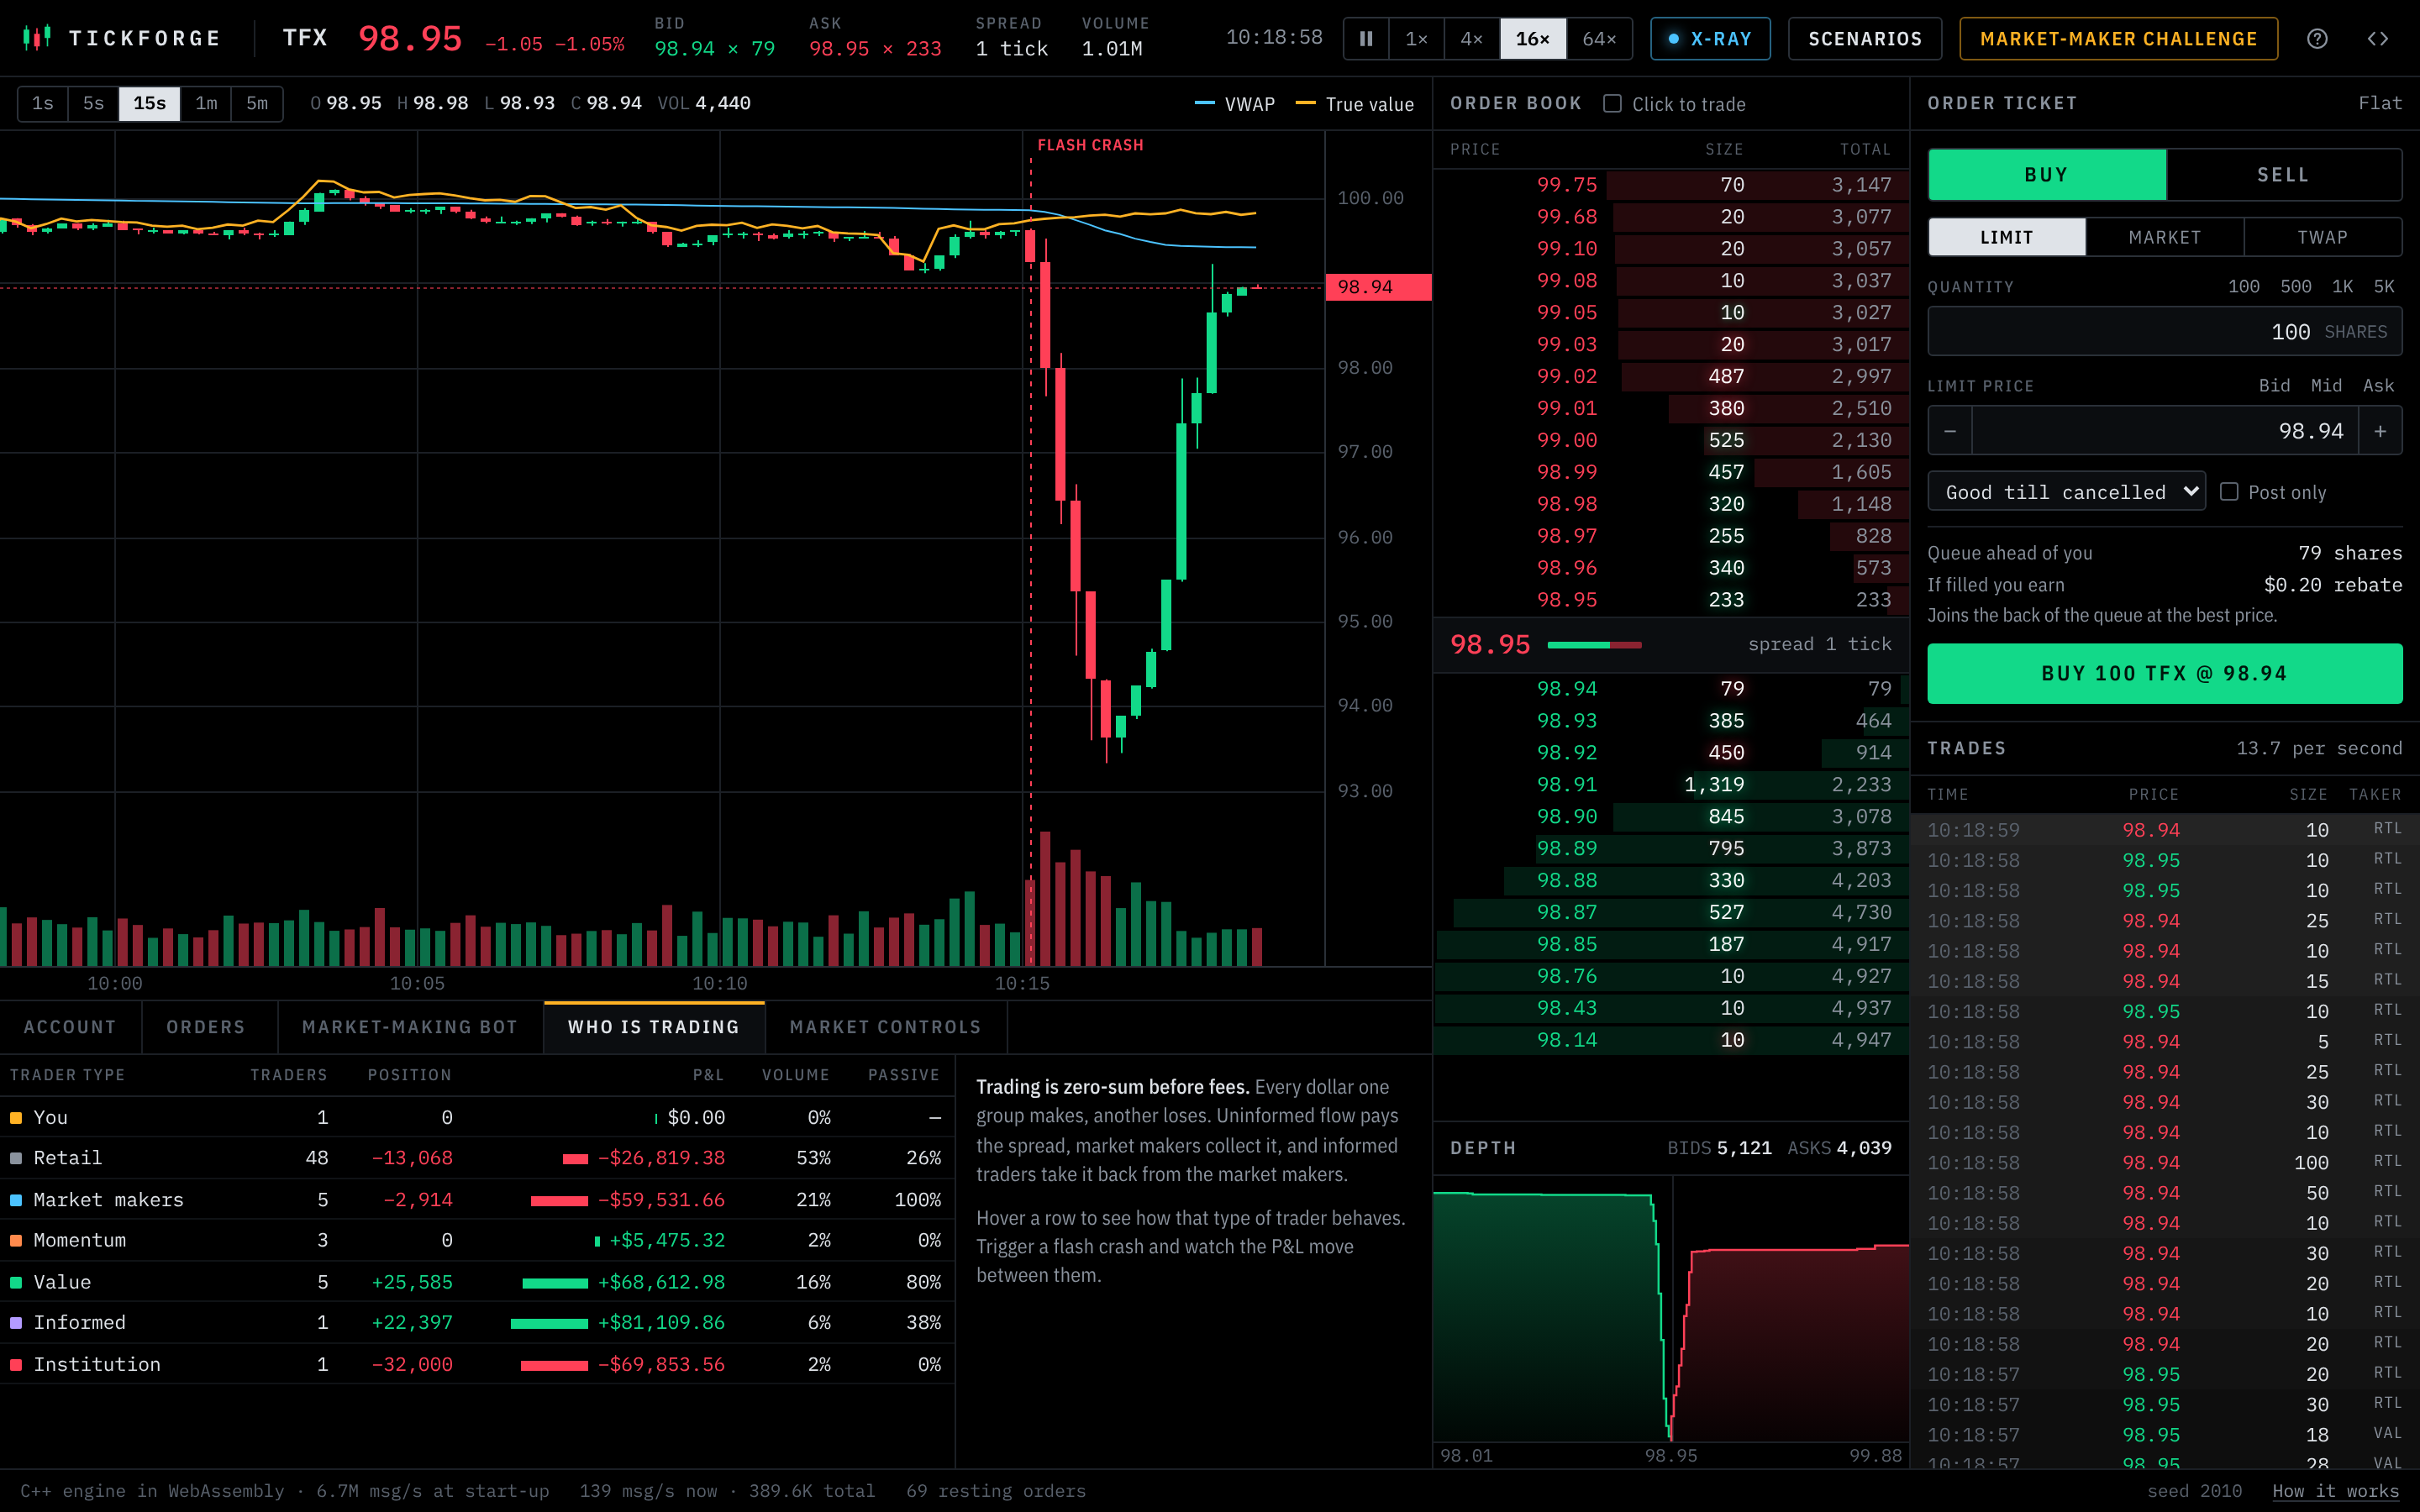 TICKFORGE TFX 98.95 −1.05 −1.05%
BID ASK SPREAD VOLUME
98.94 × 79 98.95 × 233 1 tick 1.01M
10:18:58 1× 4× 16× 64× X-RAY SCENARIOS MARKET-MAKER CHALLENGE
1s 5s 15s 1m 5m O 98.95 H 98.98 L 98.93 C 98.94 VOL 4,440 VWAP True value
FLASH CRASH
100.00
98.94
98.00
97.00
96.00
95.00
94.00
93.00
10:00 10:05 10:10 10:15
ORDER BOOK Click to trade
PRICE SIZE TOTAL
99.75 70 3,147
99.68 20 3,077
99.10 20 3,057
99.08 10 3,037
99.05 10 3,027
99.03 20 3,017
99.02 487 2,997
99.01 380 2,510
99.00 525 2,130
98.99 457 1,605
98.98 320 1,148
98.97 255 828
98.96 340 573
98.95 233 233
98.95 spread 1 tick
98.94 79 79
98.93 385 464
98.92 450 914
98.91 1,319 2,233
98.90 845 3,078
98.89 795 3,873
98.88 330 4,203
98.87 527 4,730
98.85 187 4,917
98.76 10 4,927
98.43 10 4,937
98.14 10 4,947
DEPTH BIDS 5,121 ASKS 4,039
98.01 98.95 99.88
ORDER TICKET Flat
BUY SELL
LIMIT MARKET TWAP
QUANTITY 100 500 1K 5K
100 SHARES
LIMIT PRICE Bid Mid Ask
− 98.94 +
Good till cancelled Post only
Queue ahead of you 79 shares
If filled you earn $0.20 rebate
Joins the back of the queue at the best price.
BUY 100 TFX @ 98.94
TRADES 13.7 per second
TIME PRICE SIZE TAKER
10:18:59 98.94 10 RTL
10:18:58 98.95 10 RTL
10:18:58 98.95 10 RTL
10:18:58 98.94 25 RTL
10:18:58 98.94 10 RTL
10:18:58 98.94 15 RTL
10:18:58 98.95 10 RTL
10:18:58 98.94 5 RTL
10:18:58 98.94 25 RTL
10:18:58 98.94 30 RTL
10:18:58 98.94 10 RTL
10:18:58 98.94 100 RTL
10:18:58 98.94 50 RTL
10:18:58 98.94 10 RTL
10:18:58 98.94 30 RTL
10:18:58 98.94 20 RTL
10:18:58 98.94 10 RTL
10:18:58 98.94 20 RTL
10:18:57 98.95 20 RTL
10:18:57 98.95 30 RTL
10:18:57 98.95 18 VAL
10:18:57 98.95 28 VAL
ACCOUNT ORDERS MARKET-MAKING BOT WHO IS TRADING MARKET CONTROLS
TRADER TYPE TRADERS POSITION P&L VOLUME PASSIVE
You 1 0 $0.00 0% —
Retail 48 −13,068 −$26,819.38 53% 26%
Market makers 5 −2,914 −$59,531.66 21% 100%
Momentum 3 0 +$5,475.32 2% 0%
Value 5 +25,585 +$68,612.98 16% 80%
Informed 1 +22,397 +$81,109.86 6% 38%
Institution 1 −32,000 −$69,853.56 2% 0%
Trading is zero-sum before fees. Every dollar one
group makes, another loses. Uninformed flow pays
the spread, market makers collect it, and informed
traders take it back from the market makers.
Hover a row to see how that type of trader behaves.
Trigger a flash crash and watch the P&L move
between them.
C++ engine in WebAssembly · 6.7M msg/s at start-up 139 msg/s now · 389.6K total 69 resting orders seed 2010 How it works